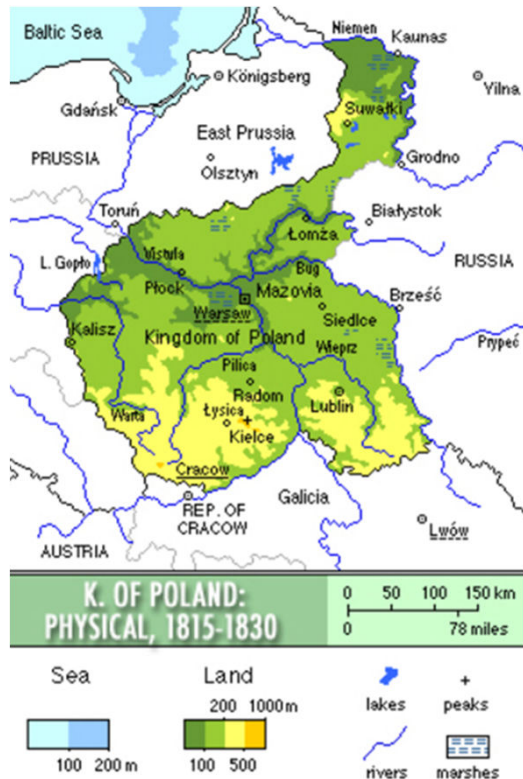 Baltic Sea
Niemen
Kaunas
Königsberg
Vilna
Gdańsk
Suwałki
East Prussia
PRUSSIA
Olsztyn
Grodno
Toruń
Białystok
Łomża
L. Gopło
Vistula
Bug
RUSSIA
Płock
Mazovia
Brześć
Warsaw
Siedlce
Kalisz
Kingdom of Poland
Wieprz
Prypeć
Pilica
Radom
Lublin
Warta
Łysica
Kielce
Cracow
REP. OF
CRACOW
Galicia
Lwów
AUSTRIA
K. OF POLAND:
PHYSICAL, 1815-1830
0 50 100 150 km
0 78 miles
Sea
Land
200 1000 m
lakes
peaks
100 200 m
100 500
rivers
marshes